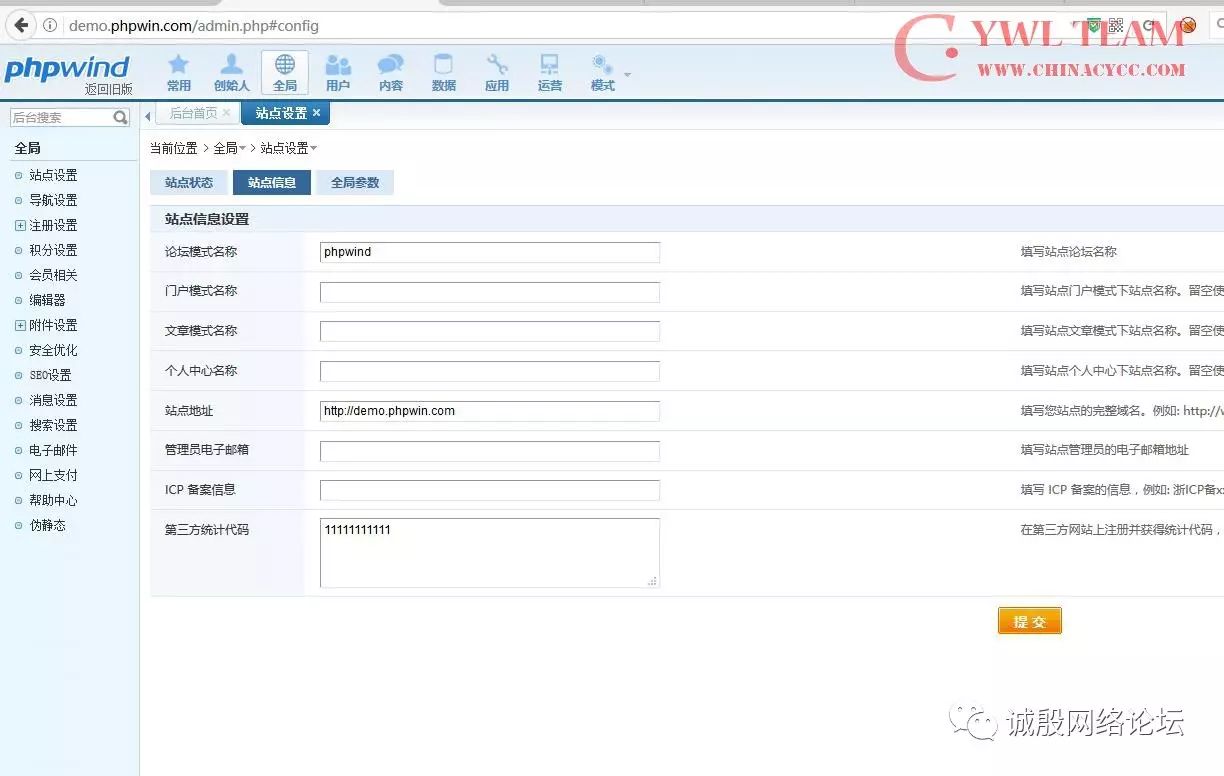 demo.phpwin.com/admin.php#config
YWL TEAM
WWW.CHINACYCC.COM
phpwind
返回旧版
常用 创始人 全局 用户 内容 数据 应用 运营 模式
后台搜索
后台首页 × 站点设置 ×
全局
当前位置 > 全局 > 站点设置
站点设置
导航设置
注册设置
积分设置
会员相关
编辑器
附件设置
安全优化
SEO设置
消息设置
搜索设置
电子邮件
网上支付
帮助中心
伪静态
站点状态 站点信息 全局参数
站点信息设置
论坛模式名称 phpwind 填写站点论坛名称
门户模式名称 填写站点门户模式下站点名称。留空使
文章模式名称 填写站点文章模式下站点名称。留空使
个人中心名称 填写站点个人中心下站点名称。留空使
站点地址 http://demo.phpwin.com 填写您站点的完整域名。例如: http://w
管理员电子邮箱 填写站点管理员的电子邮箱地址
ICP 备案信息 填写 ICP 备案的信息，例如: 浙ICP备xx
第三方统计代码 11111111111 在第三方网站上注册并获得统计代码，
提 交
诚殷网络论坛